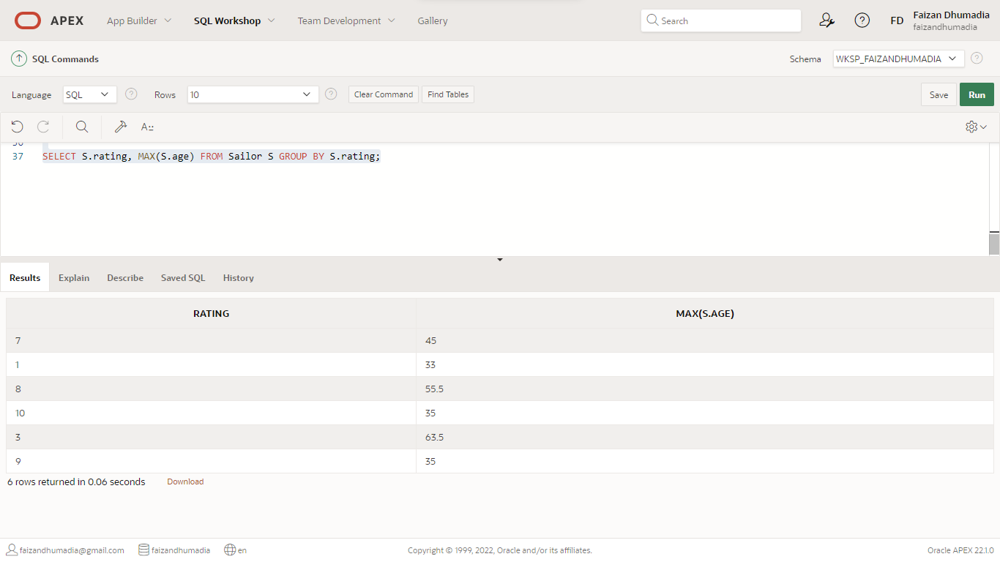 APEX App Builder SQL Workshop Team Development Gallery Search FD Faizan Dhumadia
faizandhumadia
SQL Commands Schema WKSP_FAIZANDHUMADIA
Language SQL Rows 10 Clear Command Find Tables Save Run
37 SELECT S.rating, MAX(S.age) FROM Sailor S GROUP BY S.rating;
Results Explain Describe Saved SQL History
RATING MAX(S.AGE)
7 45
1 33
8 55.5
10 35
3 63.5
9 35
6 rows returned in 0.06 seconds Download
faizandhumadia@gmail.com faizandhumadia en Copyright © 1999, 2022, Oracle and/or its affiliates. Oracle APEX 22.1.0